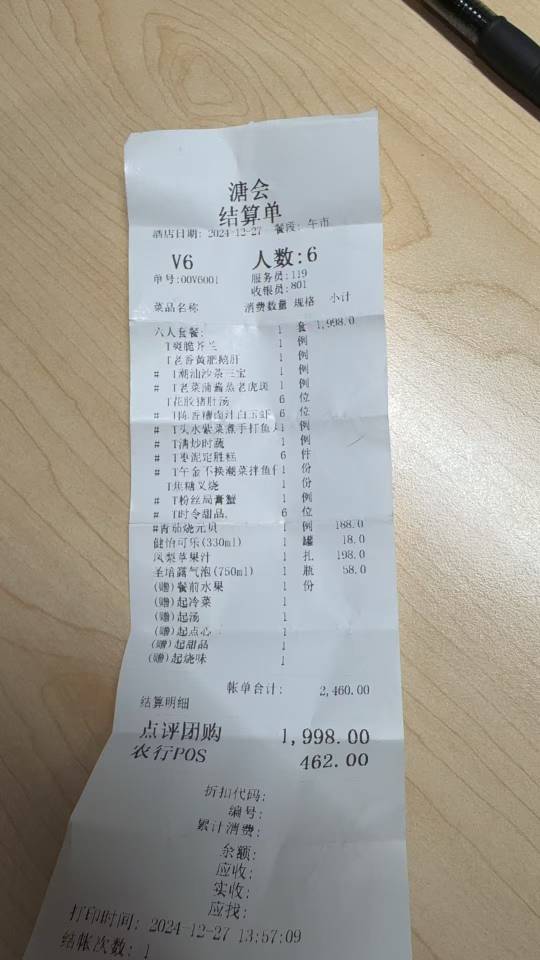 溏会
结算单
酒店日期: 2024-12-27 餐段: 午市
V6 人数:6
单号:00V6001 服务员:119
收银员:801
菜品名称 消费数量 规格 小计
六人套餐: 1 套 1,998.0
T爽脆芥兰 1 例
T老香黄肥鹅肝 1 例
# T潮汕沙茶三宝 1 例
# T老菜蒲酱蒸老虎斑 1 例
T花胶猪肚汤 6 位
# T陈香糟卤汁白玉虾 6 位
# T头水紫菜煮手打鱼 1 例
# T清炒时蔬 1 例
# T枣泥定胜糕 6 件
# T午金不换潮菜拌鱼 1 份
T焦糖叉烧 1 份
# T粉丝焗膏蟹 1 例
# T时令甜品 6 位
#青茄烧元贝 1 例 188.0
健怡可乐(330ml) 1 罐 18.0
凤梨苹果汁 1 扎 198.0
圣培露气泡(750ml) 1 瓶 58.0
(赠)餐前水果 1 份
(赠)起冷菜 1
(赠)起汤 1
(赠)起点心 1
(赠)起甜品 1
(赠)起烧味 1
帐单合计: 2,460.00
结算明细
点评团购 1,998.00
农行POS 462.00
折扣代码:
编号:
累计消费:
余额:
应收:
实收:
应找:
打印时间: 2024-12-27 13:57:09
结帐次数: 1